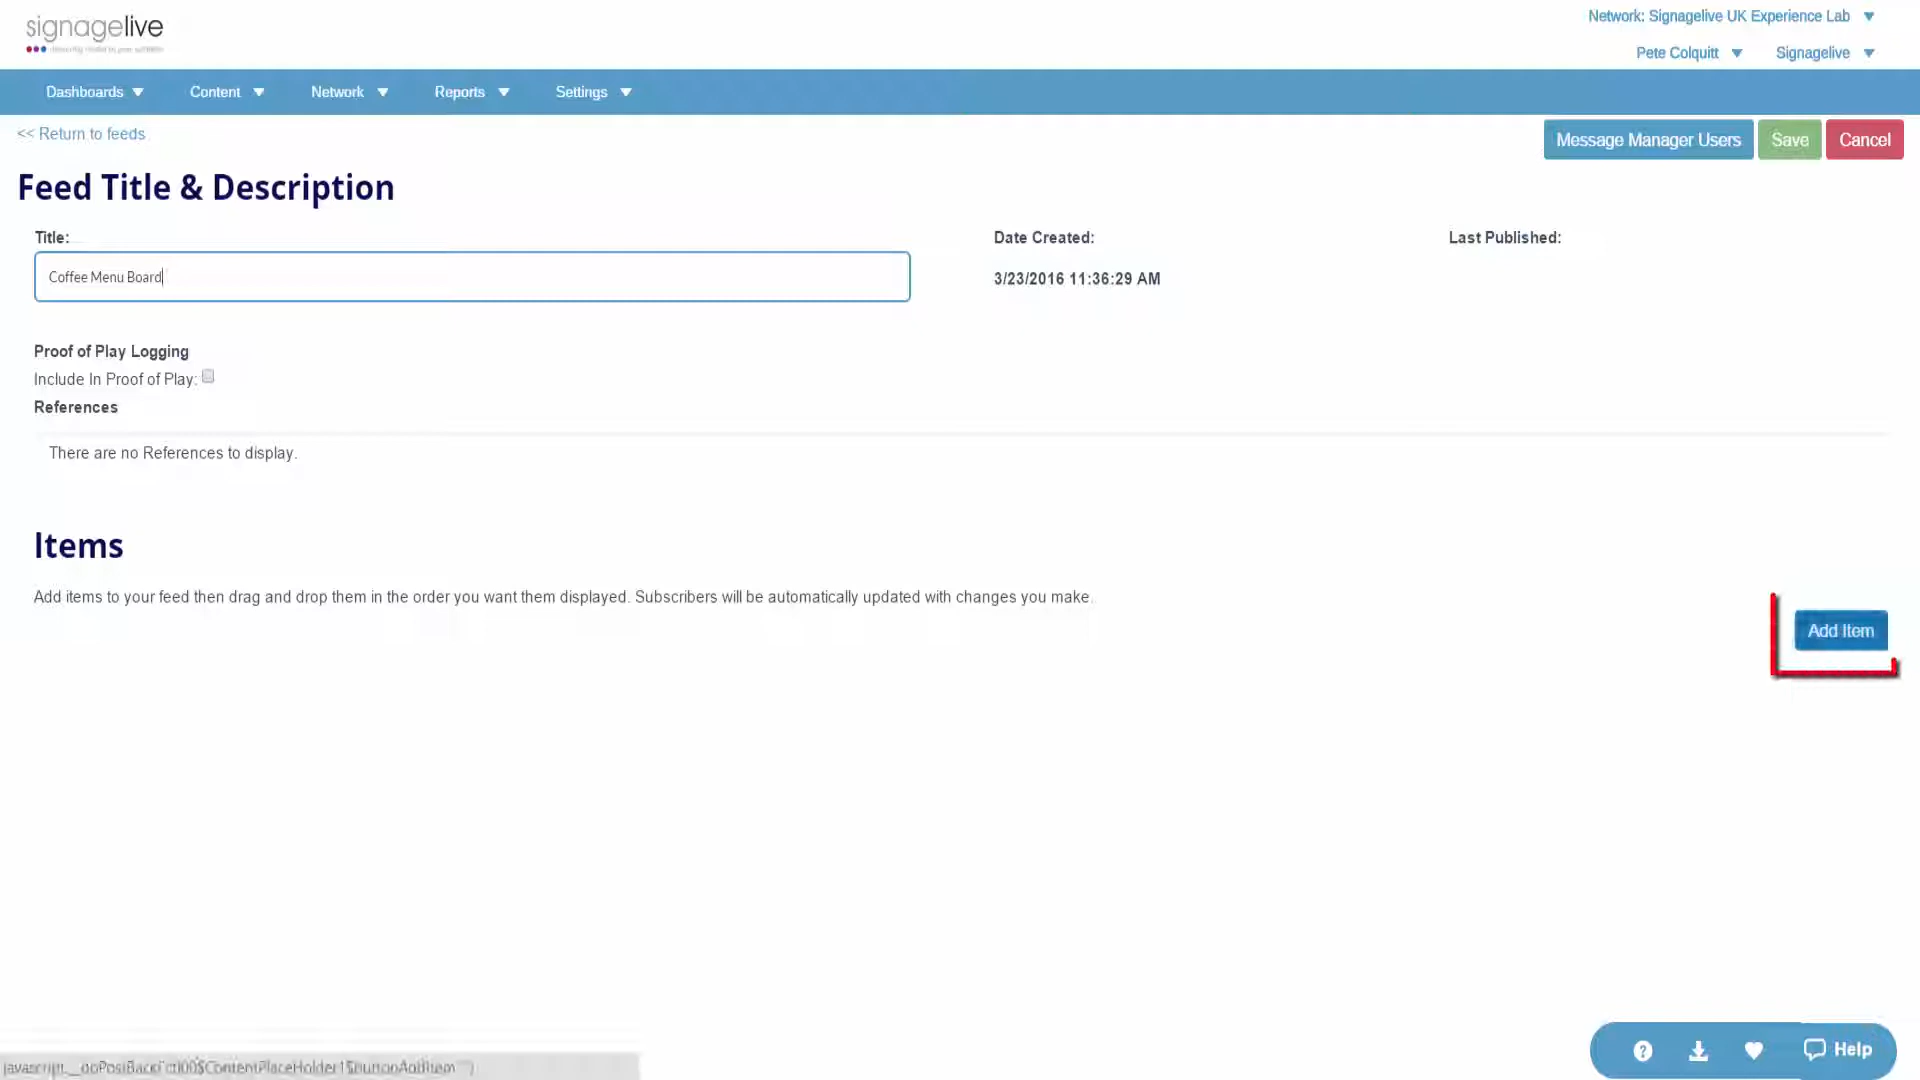 signagelive
Network: Signagelive UK Experience Lab
Pete Colquitt
Signagelive
Dashboards
Content
Network
Reports
Settings
<< Return to feeds
Message Manager Users
Save
Cancel
Feed Title & Description
Title:
Date Created:
Last Published:
Coffee Menu Board
3/23/2016 11:36:29 AM
Proof of Play Logging
Include In Proof of Play:
References
There are no References to display.
Items
Add items to your feed then drag and drop them in the order you want them displayed. Subscribers will be automatically updated with changes you make.
Add Item
?
Help